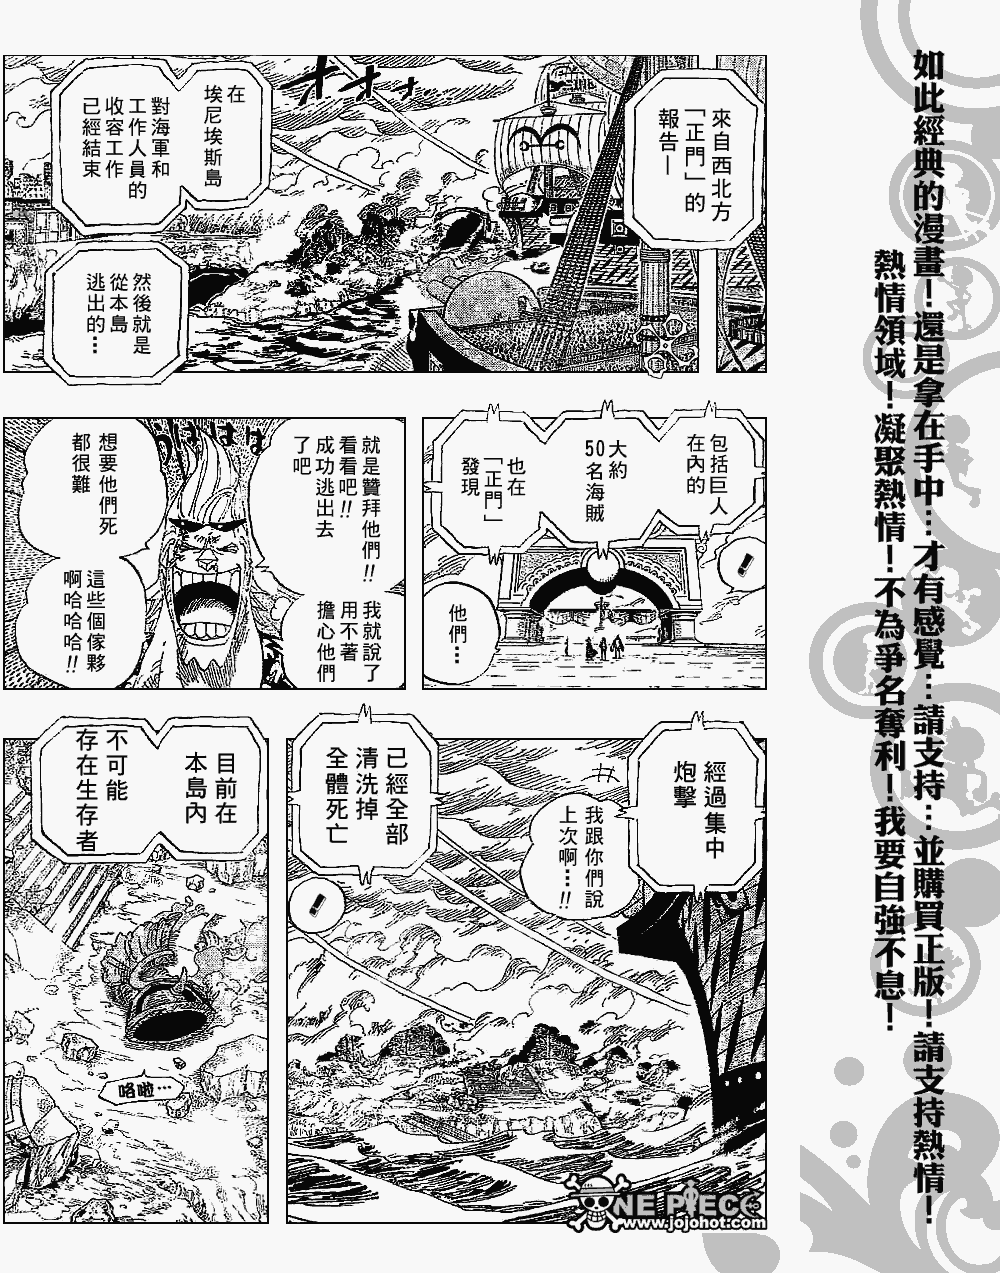 如此經典的漫畫！還是拿在手中…才有感覺…請支持…並購買正版！請支持熱情！
熱情領域！凝聚熱情！不為爭名奪利！我要自強不息！
來自西北方
「正門」的
報告—
オオ
在
埃尼埃斯島
對海軍和
工作人員的
收容工作
已經結束
然後就是
從本島
逃出的…
包括巨人
在內的
大約
50名海賊
也在
「正門」
發現
！
他們…
就是贊拜他們!!
看看吧!!
成功逃出去
了吧
我就說了
用不著
擔心他們
ははは
想要他們死
都很難
這些個傢夥
啊哈哈哈!!
經過集中
炮擊
我跟你們說
上次啊…!!
已經全部
清洗掉
全體死亡
！
目前在
本島內
不可能
存在生存者
咯啦…
ONE PIECE
www.jojohot.com